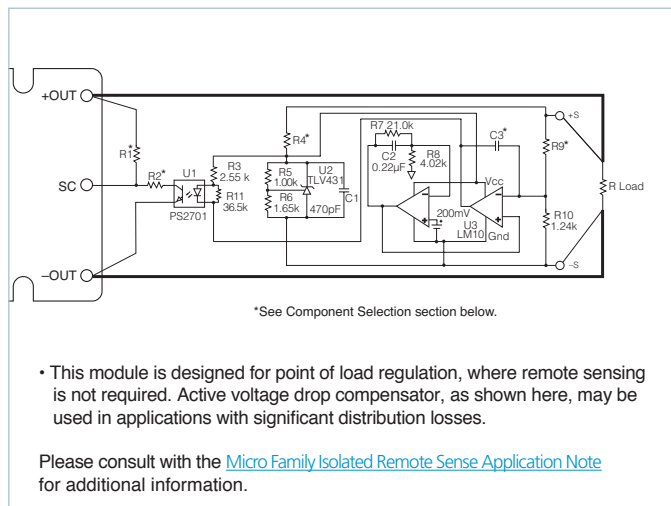 +OUT
SC
–OUT
R1*
R2*
U1
PS2701
R3
2.55 k
R11
36.5k
R4*
R5
1.00k
R6
1.65k
U2
TLV431
470pF
C1
R7 21.0k
C2
0.22µF
R8
4.02k
C3*
Vcc
200mV
U3
LM10
Gnd
R9*
R10
1.24k
+S
–S
R Load
*See Component Selection section below.
• This module is designed for point of load regulation, where remote sensing
is not required. Active voltage drop compensator, as shown here, may be
used in applications with significant distribution losses.
Please consult with the Micro Family Isolated Remote Sense Application Note
for additional information.